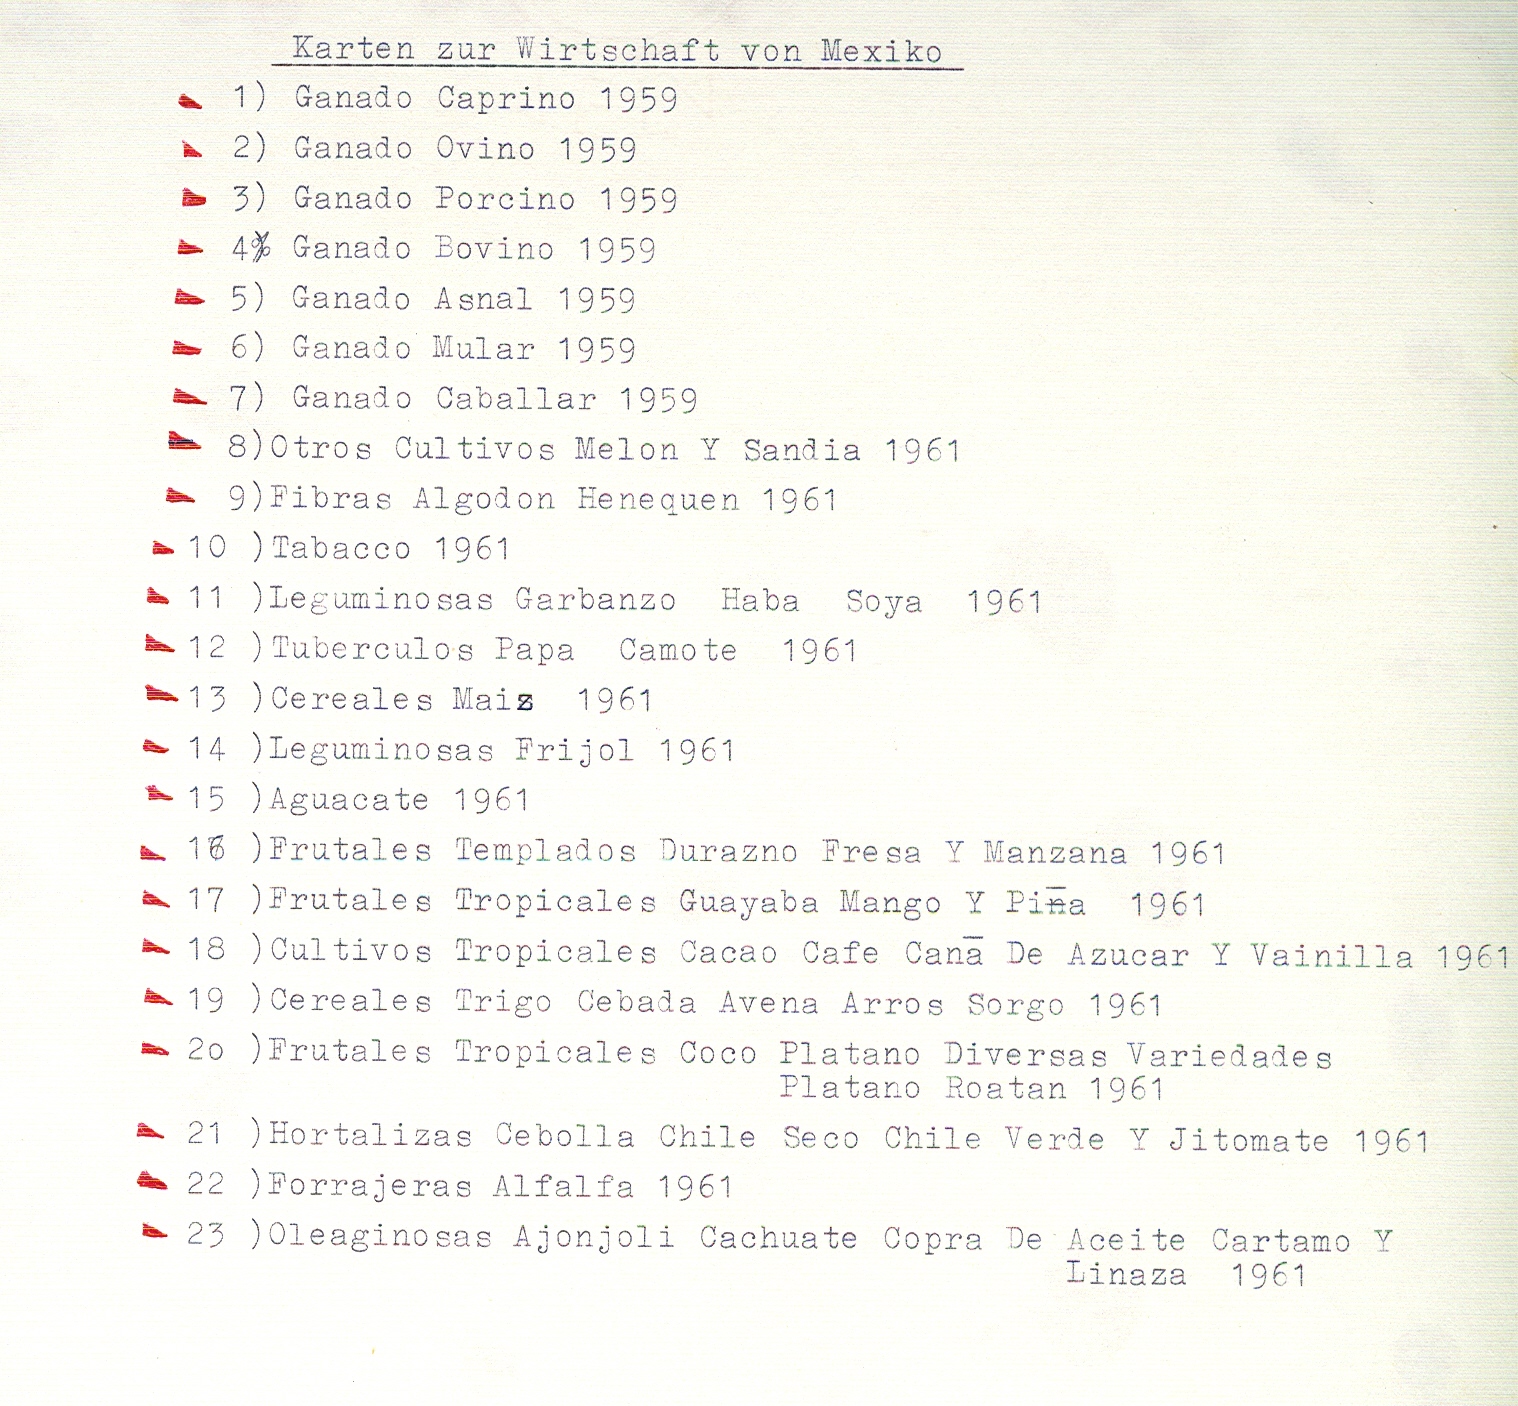 Karten zur Wirtschaft von Mexiko
1) Ganado Caprino 1959
2) Ganado Ovino 1959
3) Ganado Porcino 1959
4) Ganado Bovino 1959
5) Ganado Asnal 1959
6) Ganado Mular 1959
7) Ganado Caballar 1959
8)Otros Cultivos Melon Y Sandia 1961
9)Fibras Algodon Henequen 1961
10 )Tabacco 1961
11 )Leguminosas Garbanzo Haba Soya 1961
12 )Tuberculos Papa Camote 1961
13 )Cereales Mais 1961
14 )Leguminosas Frijol 1961
15 )Aguacate 1961
16 )Frutales Templados Durazno Fresa Y Manzana 1961
17 )Frutales Tropicales Guayaba Mango Y Pin̄a 1961
18 )Cultivos Tropicales Cacao Cafe Canā De Azucar Y Vainilla 1961
19 )Cereales Trigo Cebada Avena Arros Sorgo 1961
2o )Frutales Tropicales Coco Platano Diversas Variedades
Platano Roatan 1961
21 )Hortalizas Cebolla Chile Seco Chile Verde Y Jitomate 1961
22 )Forrajeras Alfalfa 1961
23 )Oleaginosas Ajonjoli Cachuate Copra De Aceite Cartamo Y
Linaza 1961